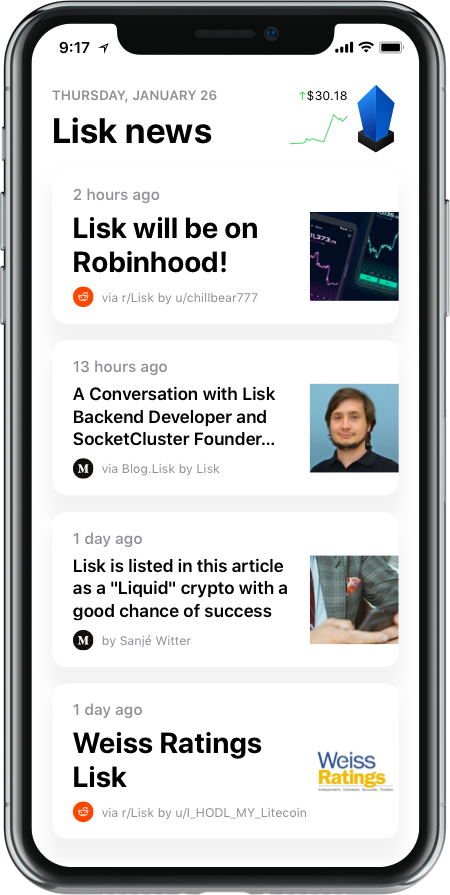 9:17
THURSDAY, JANUARY 26
↑$30.18
Lisk news
2 hours ago
Lisk will be on
Robinhood!
via r/Lisk by u/chillbear777
13 hours ago
A Conversation with Lisk
Backend Developer and
SocketCluster Founder...
M
via Blog.Lisk by Lisk
1 day ago
Lisk is listed in this article
as a "Liquid" crypto with a
good chance of success
M
by Sanjé Witter
1 day ago
Weiss Ratings
Lisk
via r/Lisk by u/I_HODL_MY_Litecoin
Weiss
Ratings